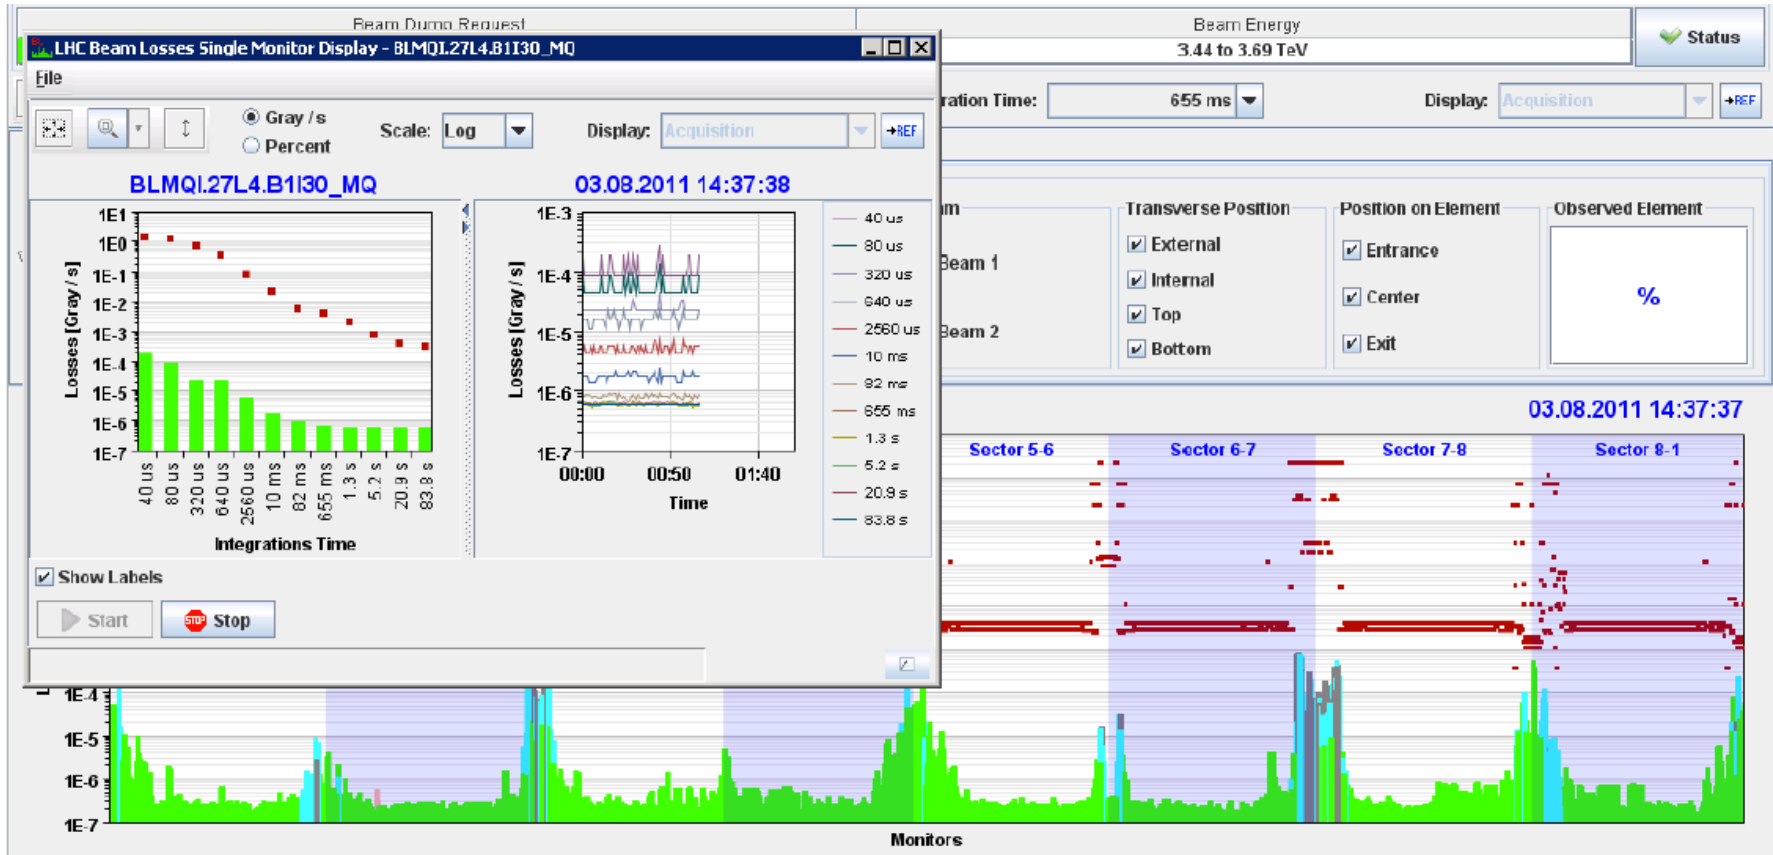 Beam Dump Request
Beam Energy
3.44 to 3.69 TeV
Status
LHC Beam Losses Single Monitor Display - BLMQI.27L4.B1I30_MQ
File
Gray / s
Percent
Scale: Log
Display: Acquisition
REF
ration Time: 655 ms
Display: Acquisition
REF
BLMQI.27L4.B1I30_MQ
03.08.2011 14:37:38
Losses [Gray / s]
1E1
1E0
1E-1
1E-2
1E-3
1E-4
1E-5
1E-6
1E-7
40 us
80 us
320 us
640 us
2560 us
10 ms
82 ms
655 ms
1.3 s
5.2 s
20.9 s
83.8 s
Integrations Time
Losses [Gray / s]
1E-3
1E-4
1E-5
1E-6
1E-7
00:00 00:50 01:40
Time
40 us
80 us
320 us
640 us
2560 us
10 ms
82 ms
655 ms
1.3 s
5.2 s
20.9 s
83.8 s
Show Labels
Start
STOP Stop
Beam 1
Beam 2
Transverse Position
External
Internal
Top
Bottom
Position on Element
Entrance
Center
Exit
Observed Element
%
03.08.2011 14:37:37
Sector 5-6 Sector 6-7 Sector 7-8 Sector 8-1
1E-4
1E-5
1E-6
1E-7
Monitors